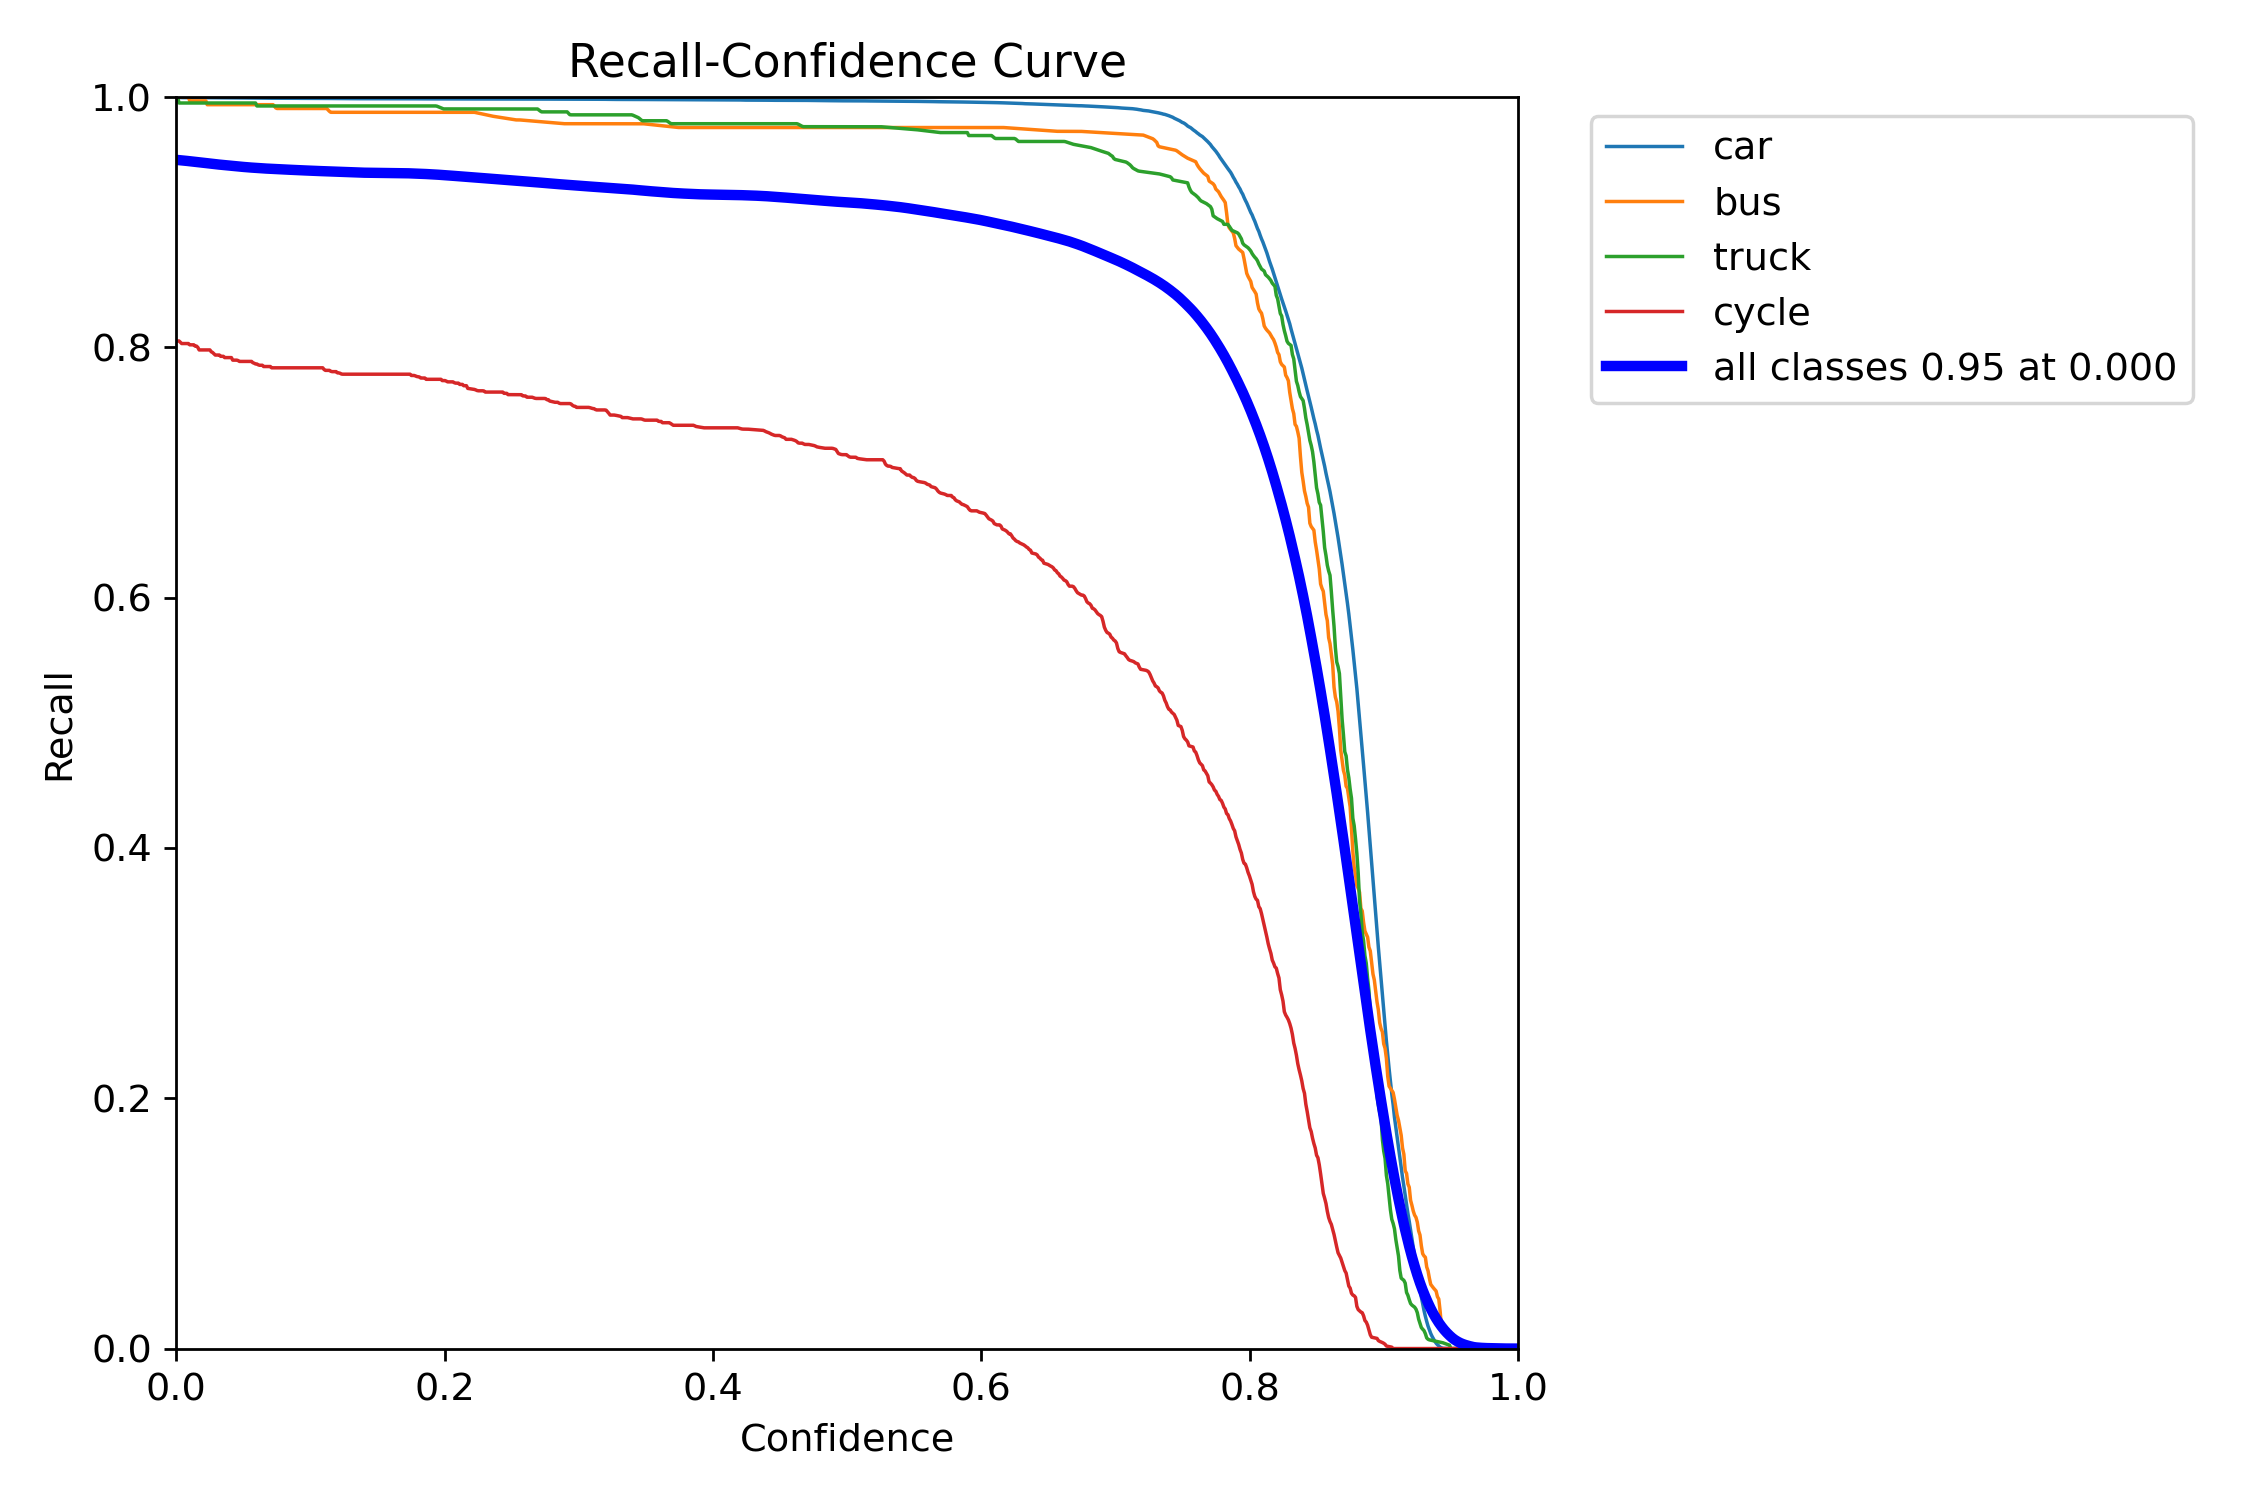 Recall-Confidence Curve
1.0
0.8
0.6
0.4
0.2
0.0
Recall
0.0 0.2 0.4 0.6 0.8 1.0
Confidence
car
bus
truck
cycle
all classes 0.95 at 0.000